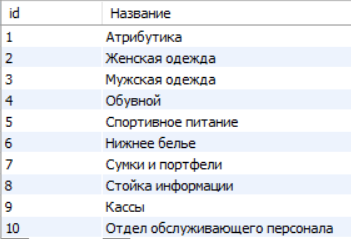 id Название
1 Атрибутика
2 Женская одежда
3 Мужская одежда
4 Обувной
5 Спортивное питание
6 Нижнее белье
7 Сумки и портфели
8 Стойка информации
9 Кассы
10 Отдел обслуживающего персонала